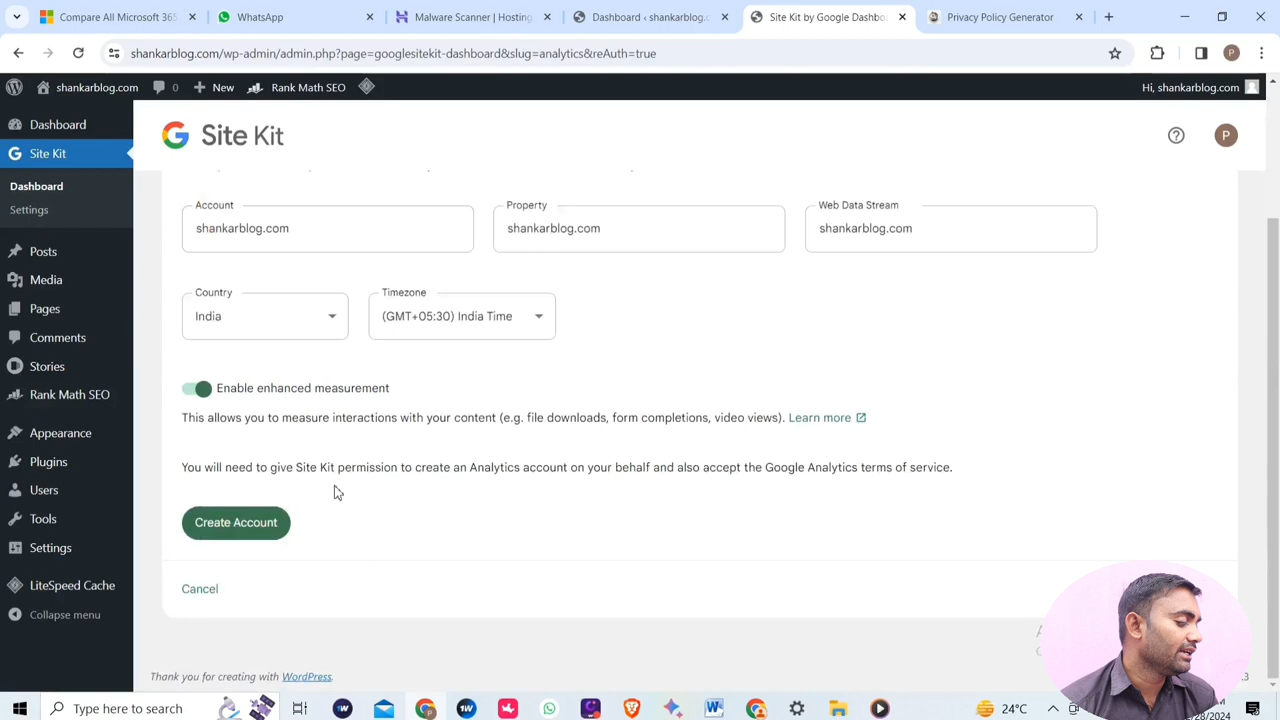 Compare All Microsoft 365
WhatsApp
Malware Scanner | Hosting
Dashboard ‹ shankarblog.com
Site Kit by Google Dashbo
Privacy Policy Generator
shankarblog.com/wp-admin/admin.php?page=googlesitekit-dashboard&slug=analytics&reAuth=true
P
shankarblog.com
0
New
Rank Math SEO
Hi, shankarblog.com
Dashboard
Site Kit
Dashboard
Settings
Posts
Media
Pages
Comments
Stories
Rank Math SEO
Appearance
Plugins
Users
Tools
Settings
LiteSpeed Cache
Collapse menu
Site Kit
P
Account
shankarblog.com
Property
shankarblog.com
Web Data Stream
shankarblog.com
Country
India
Timezone
(GMT+05:30) India Time
Enable enhanced measurement
This allows you to measure interactions with your content (e.g. file downloads, form completions, video views). Learn more
You will need to give Site Kit permission to create an Analytics account on your behalf and also accept the Google Analytics terms of service.
Create Account
Cancel
Thank you for creating with WordPress.
Type here to search
24°C